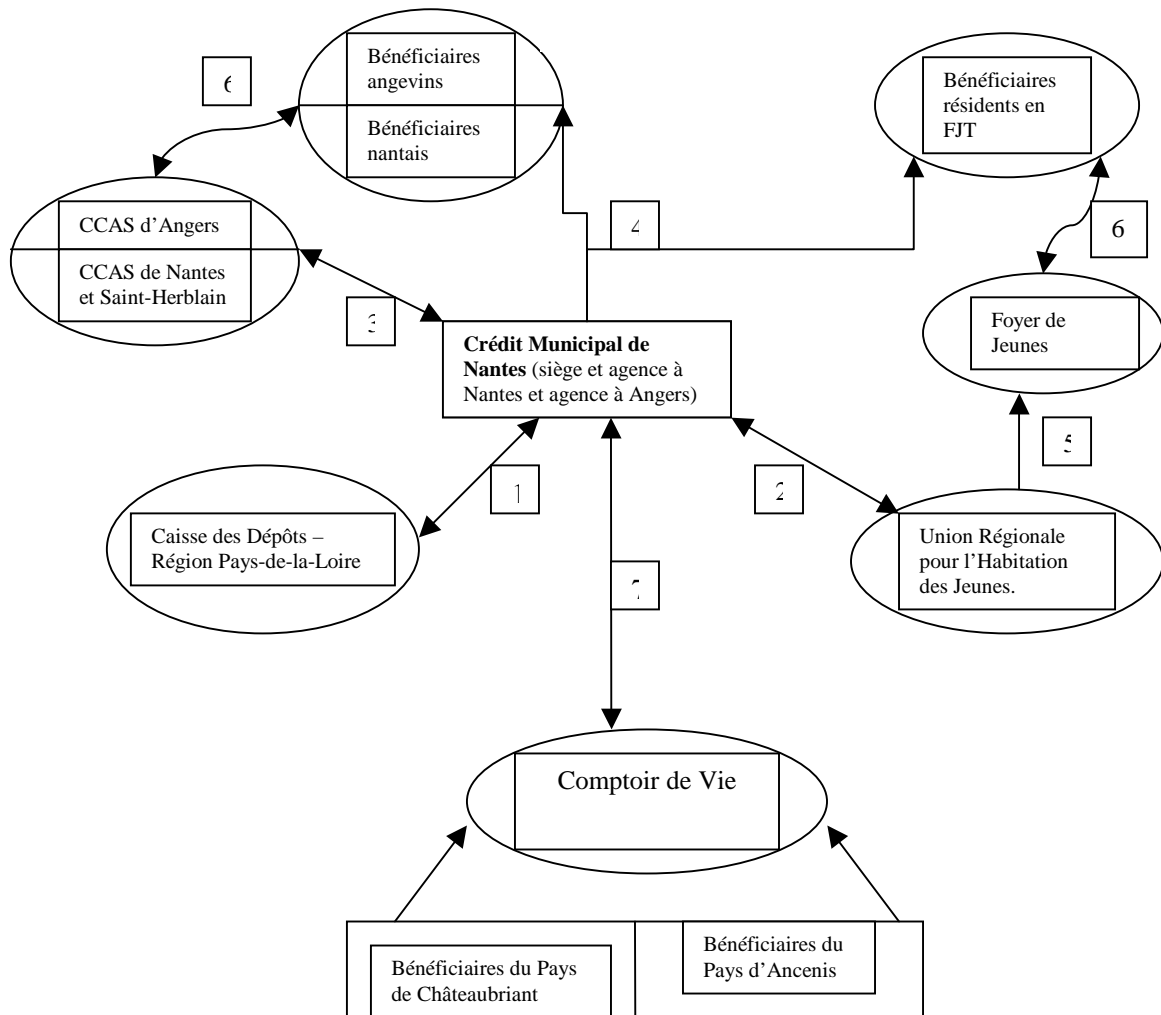 Bénéficiaires
angevins
Bénéficiaires
nantais
6
Bénéficiaires
résidents en
FJT
CCAS d’Angers
CCAS de Nantes
et Saint-Herblain
4
6
3
Foyer de
Jeunes
Crédit Municipal de
Nantes (siège et agence à
Nantes et agence à Angers)
5
1
2
Caisse des Dépôts –
Région Pays-de-la-Loire
Union Régionale
pour l’Habitation
des Jeunes.
7
Comptoir de Vie
Bénéficiaires du Pays
de Châteaubriant
Bénéficiaires du
Pays d’Ancenis